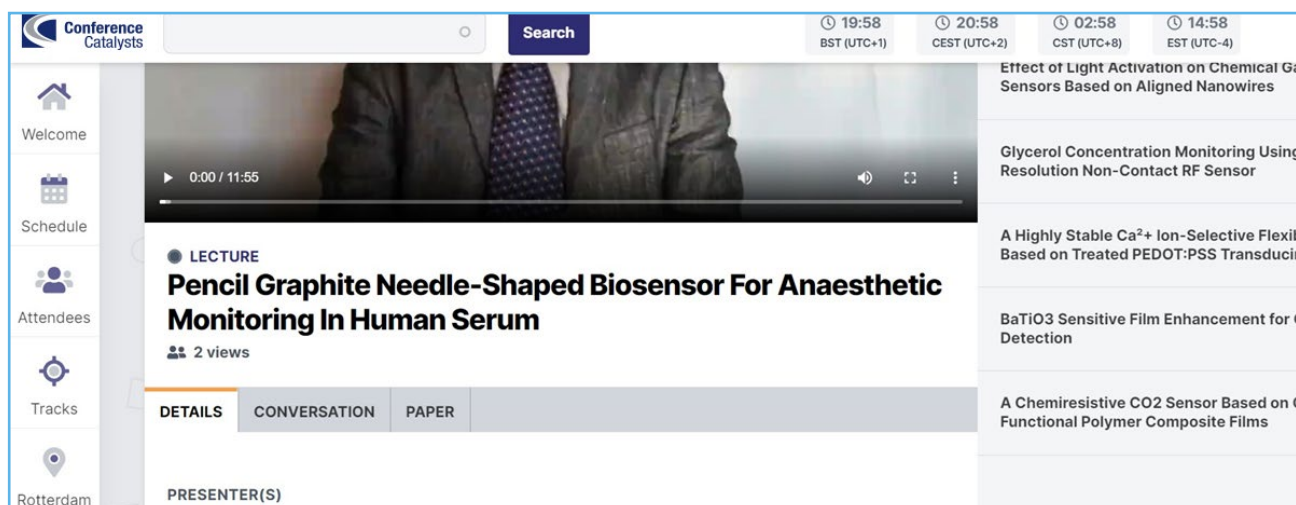 Conference
Catalysts
Search
19:58
BST (UTC+1)
20:58
CEST (UTC+2)
02:58
CST (UTC+8)
14:58
EST (UTC-4)
Welcome
Schedule
Attendees
Tracks
Rotterdam
0:00 / 11:55
LECTURE
Pencil Graphite Needle-Shaped Biosensor For Anaesthetic
Monitoring In Human Serum
2 views
DETAILS CONVERSATION PAPER
PRESENTER(S)
Effect of Light Activation on Chemical
Sensors Based on Aligned Nanowires
Glycerol Concentration Monitoring Using
Resolution Non-Contact RF Sensor
A Highly Stable Ca²+ Ion-Selective
Based on Treated PEDOT:PSS
BaTiO3 Sensitive Film Enhancement for
Detection
A Chemiresistive CO2 Sensor Based on
Functional Polymer Composite Films